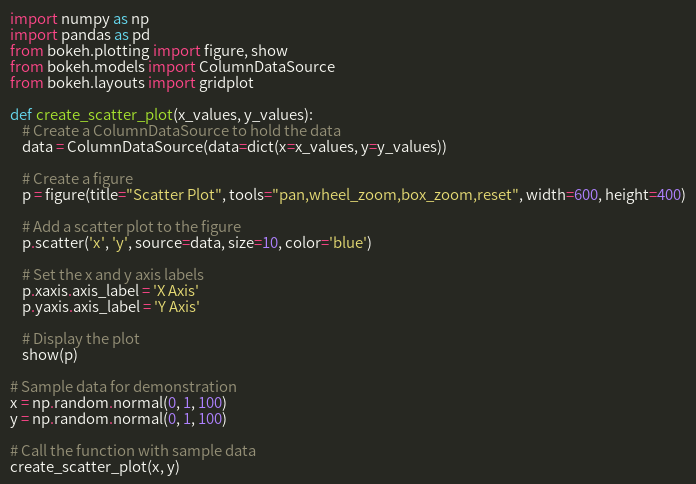 import numpy as np
import pandas as pd
from bokeh.plotting import figure, show
from bokeh.models import ColumnDataSource
from bokeh.layouts import gridplot

def create_scatter_plot(x_values, y_values):
    # Create a ColumnDataSource to hold the data
    data = ColumnDataSource(data=dict(x=x_values, y=y_values))

    # Create a figure
    p = figure(title="Scatter Plot", tools="pan,wheel_zoom,box_zoom,reset", width=600, height=400)

    # Add a scatter plot to the figure
    p.scatter('x', 'y', source=data, size=10, color='blue')

    # Set the x and y axis labels
    p.xaxis.axis_label = 'X Axis'
    p.yaxis.axis_label = 'Y Axis'

    # Display the plot
    show(p)

# Sample data for demonstration
x = np.random.normal(0, 1, 100)
y = np.random.normal(0, 1, 100)

# Call the function with sample data
create_scatter_plot(x, y)